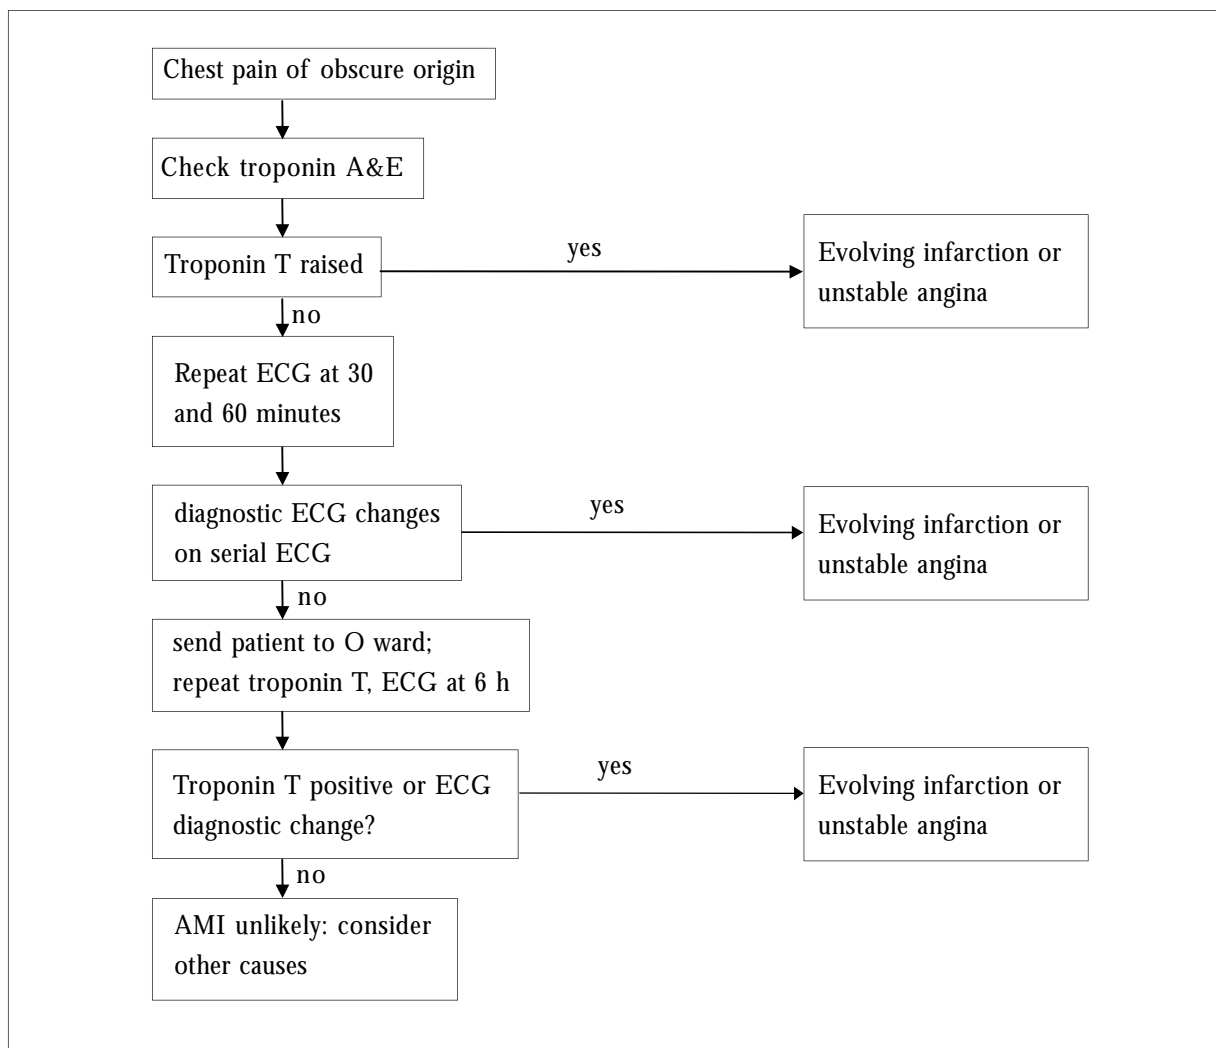 Chest pain of obscure origin
Check troponin A&E
Troponin T raised
yes
Evolving infarction or
unstable angina
no
Repeat ECG at 30
and 60 minutes
diagnostic ECG changes
on serial ECG
yes
Evolving infarction or
unstable angina
no
send patient to O ward;
repeat troponin T, ECG at 6 h
Troponin T positive or ECG
diagnostic change?
yes
Evolving infarction or
unstable angina
no
AMI unlikely: consider
other causes